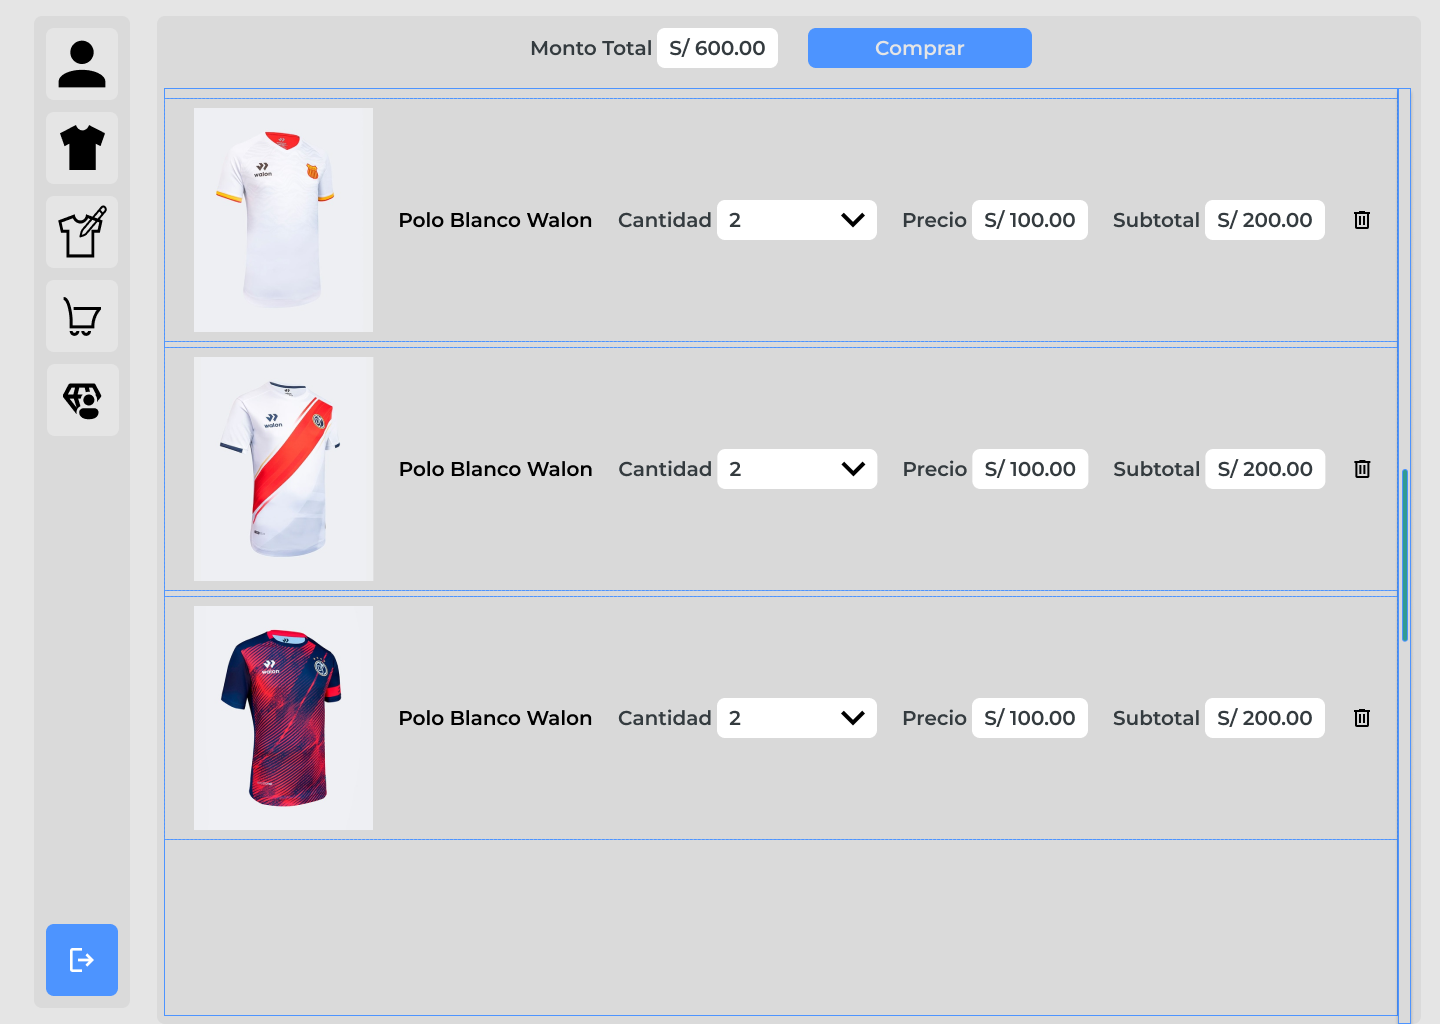 Monto Total S/ 600.00 Comprar
walon
Polo Blanco Walon Cantidad 2 Precio S/ 100.00 Subtotal S/ 200.00
walon
Polo Blanco Walon Cantidad 2 Precio S/ 100.00 Subtotal S/ 200.00
walon
Polo Blanco Walon Cantidad 2 Precio S/ 100.00 Subtotal S/ 200.00